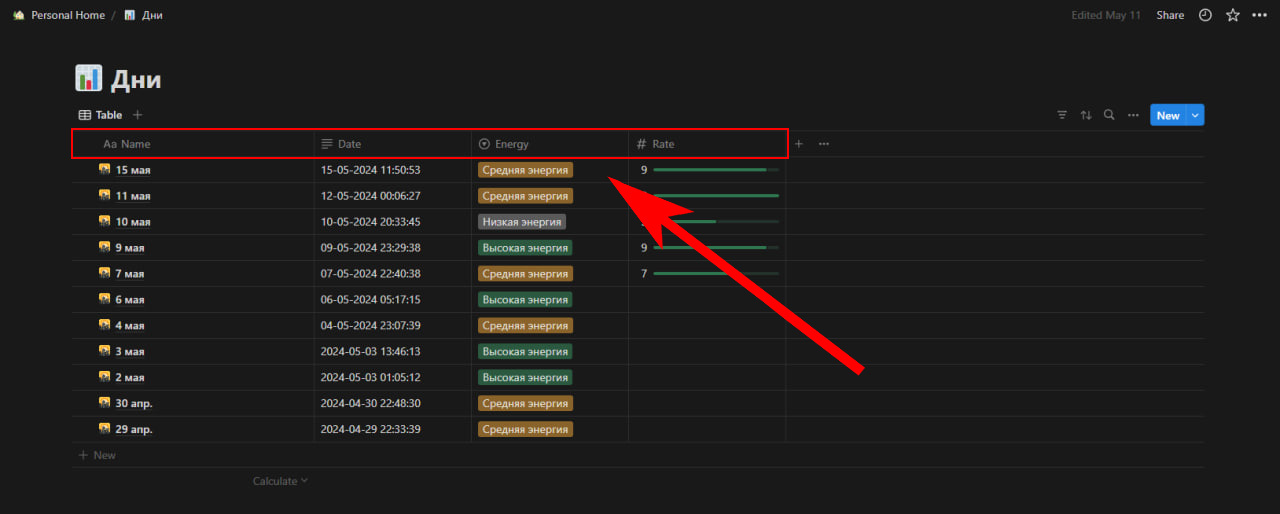 Personal Home / Дни Edited May 11 Share
Дни
Table New
Aa Name Date Energy # Rate
15 мая 15-05-2024 11:50:53 Средняя энергия 9
11 мая 12-05-2024 00:06:27 Средняя энергия
10 мая 10-05-2024 20:33:45 Низкая энергия
9 мая 09-05-2024 23:29:38 Высокая энергия 9
7 мая 07-05-2024 22:40:38 Средняя энергия 7
6 мая 06-05-2024 05:17:15 Высокая энергия
4 мая 04-05-2024 23:07:39 Средняя энергия
3 мая 2024-05-03 13:46:13 Высокая энергия
2 мая 2024-05-03 01:05:12 Высокая энергия
30 апр. 2024-04-30 22:48:30 Средняя энергия
29 апр. 2024-04-29 22:33:39 Средняя энергия
+ New
Calculate